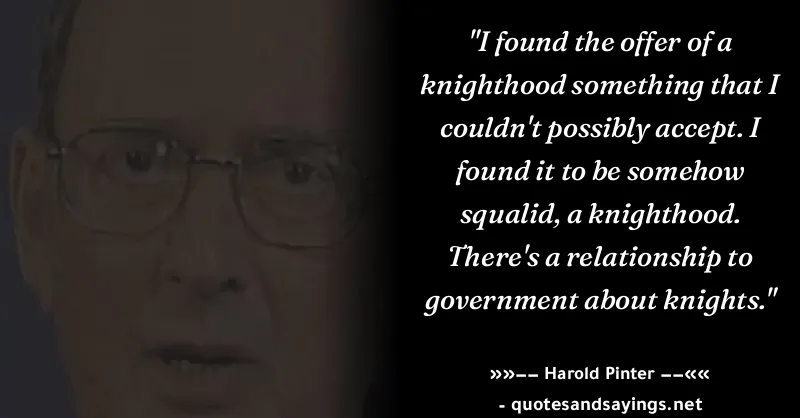 "I found the offer of a
knighthood something that I
couldn't possibly accept. I
found it to be somehow
squalid, a knighthood.
There's a relationship to
government about knights."
»»–– Harold Pinter ––««
- quotesandsayings.net